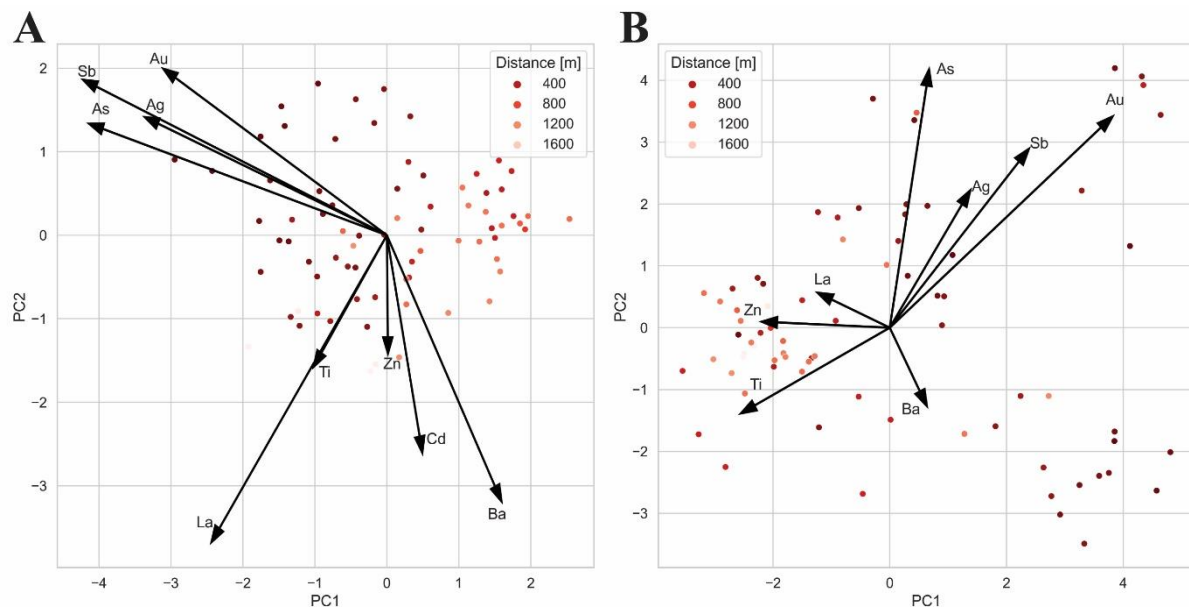 A
B
Distance [m]
400
800
1200
1600
Distance [m]
400
800
1200
1600
Au
Sb
As
Ag
Ti
Zn
Cd
La
Ba
As
Au
Sb
Ag
La
Zn
Ti
Ba
2
1
0
−1
−2
−3
PC2
−4
−3
−2
−1
0
1
2
PC1
4
3
2
1
0
−1
−2
−3
PC2
−2
0
2
4
PC1